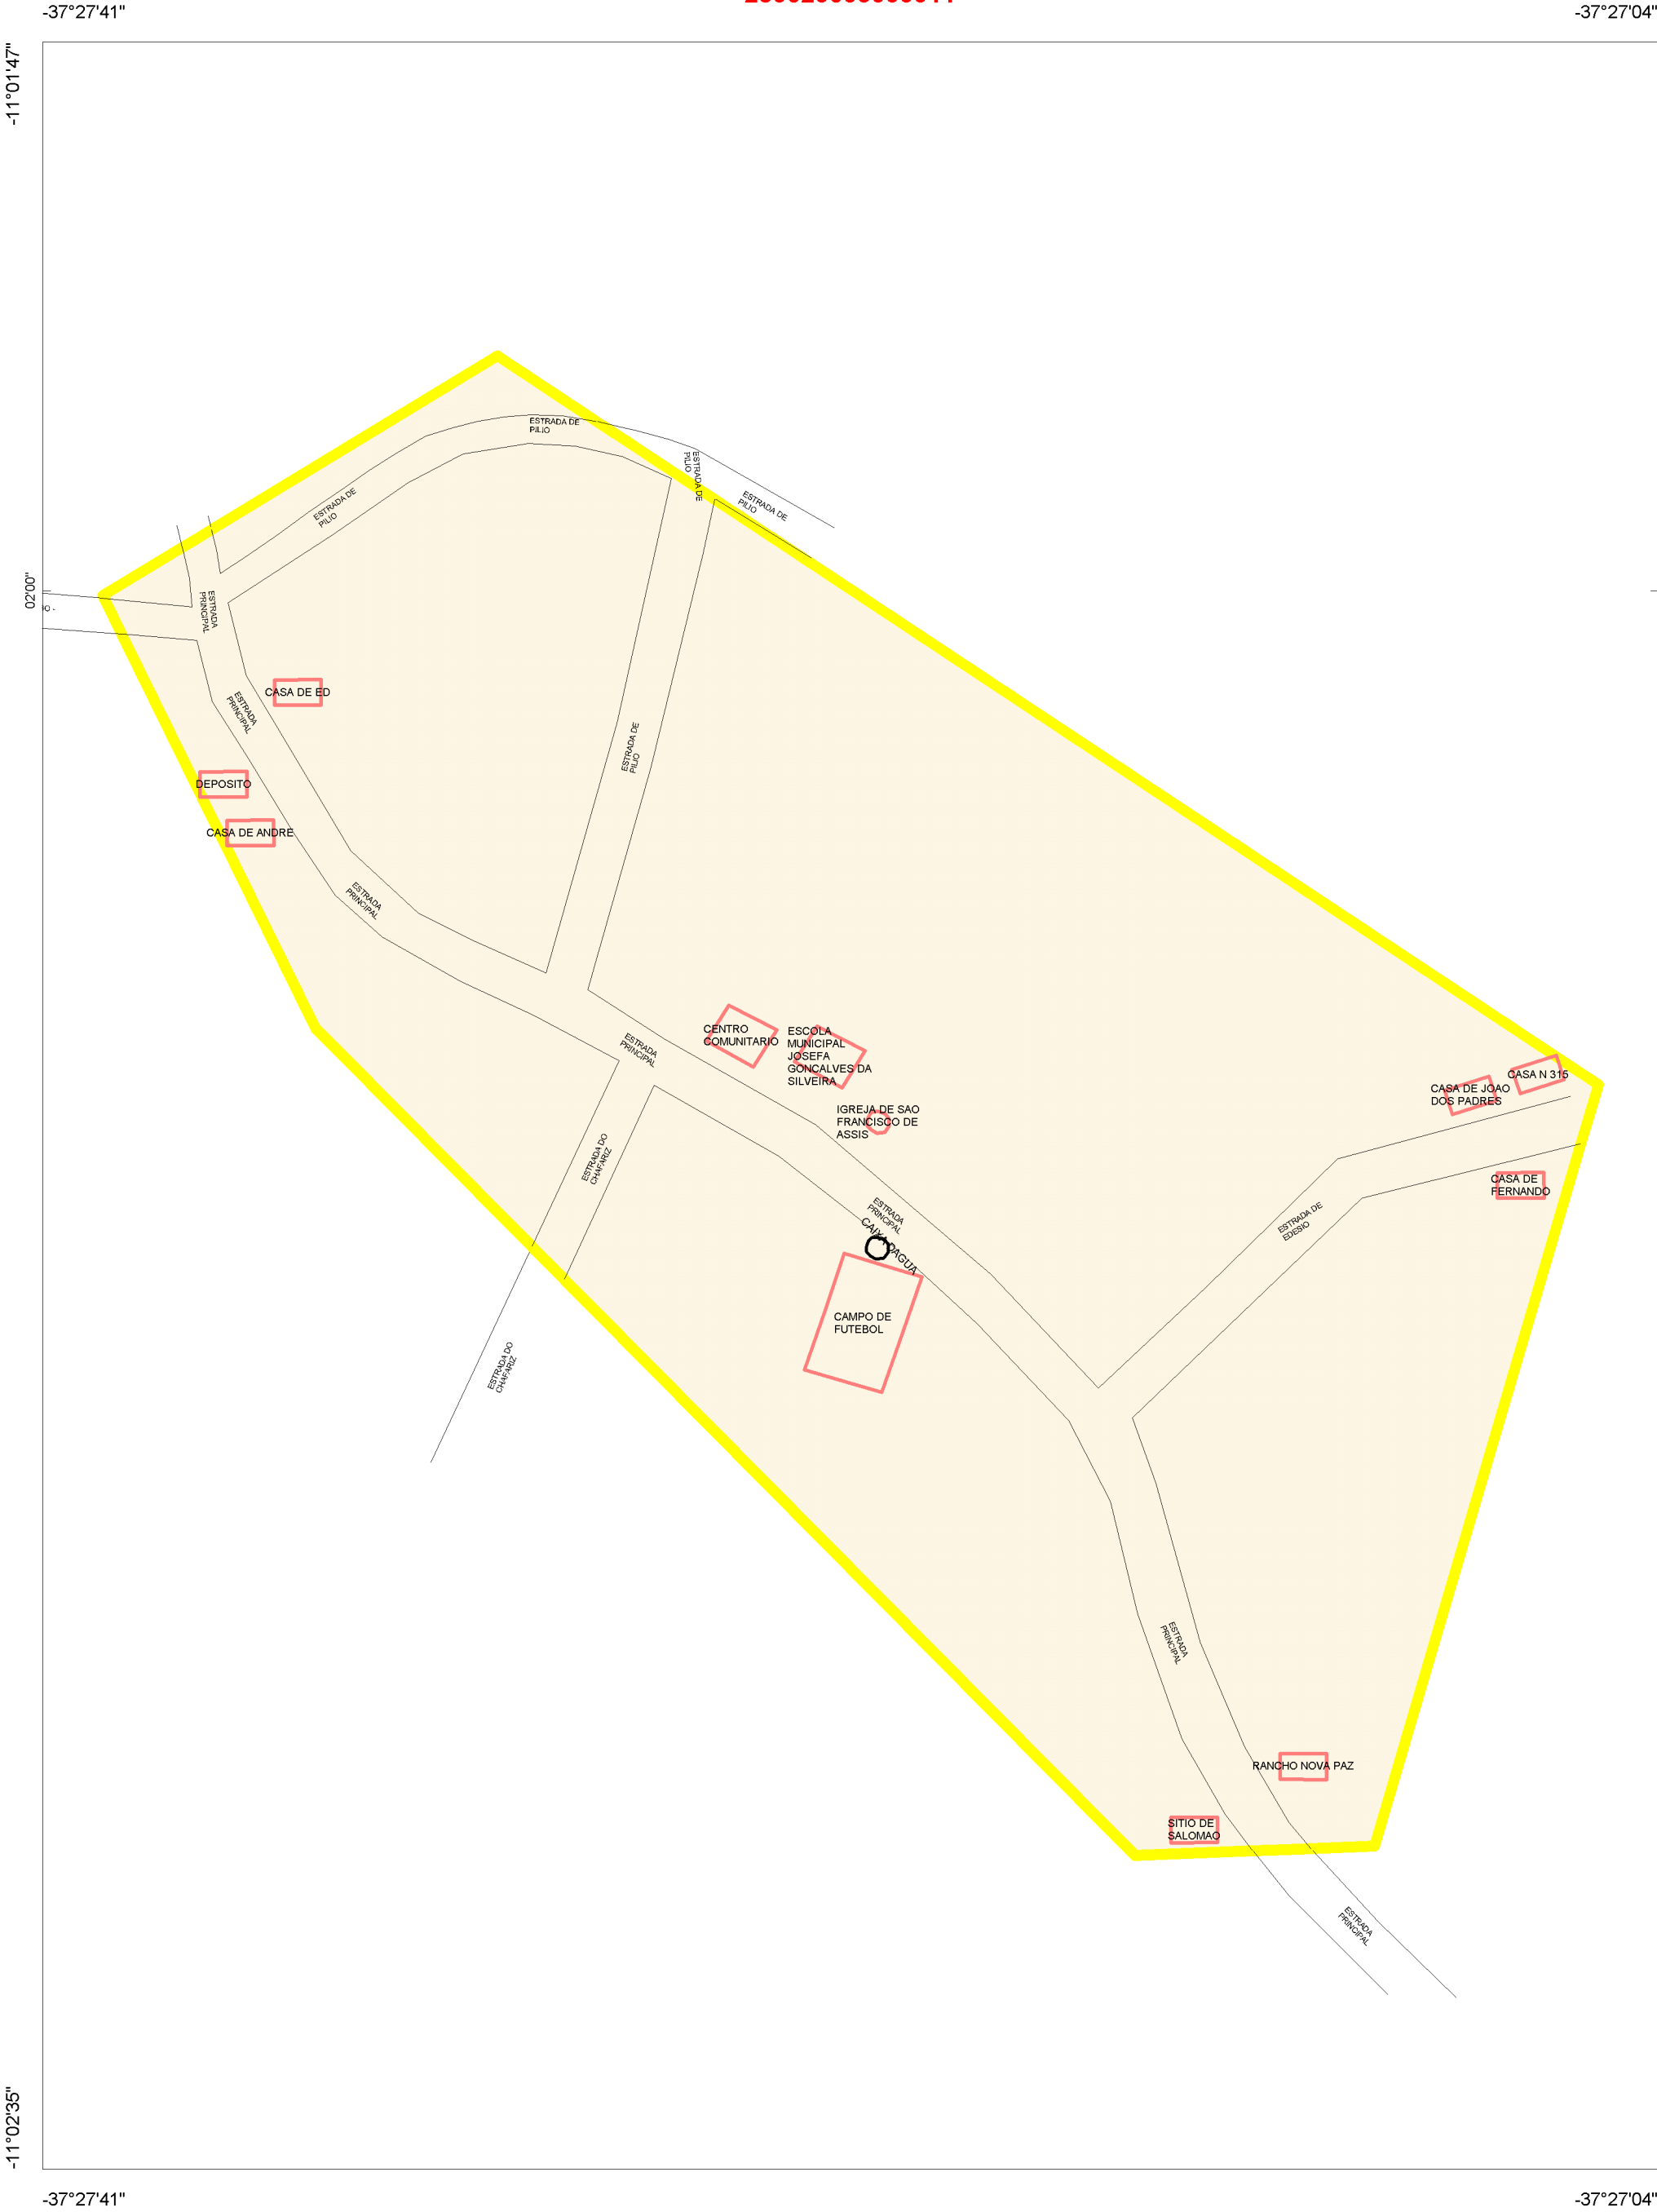 -37°27'41"
-37°27'04"
-11°01'47"
ESTRADA DE
PILIO
ESTRADA DE
PILIO
ESTRADA DE
PILIO
ESTRADA DE
PILIO
02'00"
ESTRADA
PRINCIPAL
CASA DE ED
ESTRADA
PRINCIPAL
ESTRADA DE
PILIO
DEPOSITO
CASA DE ANDRE
ESTRADA
PRINCIPAL
CENTRO
COMUNITARIO
ESCOLA
MUNICIPAL
JOSEFA
GONCALVES DA
SILVEIRA
ESTRADA
PRINCIPAL
CASA N 315
CASA DE JOAO
DOS PADRES
IGREJA DE SAO
FRANCISCO DE
ASSIS
ESTRADA DO
CHAFARIZ
CASA DE
FERNANDO
ESTRADA
PRINCIPAL
ESTRADA DE
EDESIO
CAIXA DAGUA
CAMPO DE
FUTEBOL
ESTRADA DO
CHAFARIZ
ESTRADA
PRINCIPAL
RANCHO NOVA PAZ
SITIO DE
SALOMAO
ESTRADA
PRINCIPAL
-11°02'35"
-37°27'41"
-37°27'04"